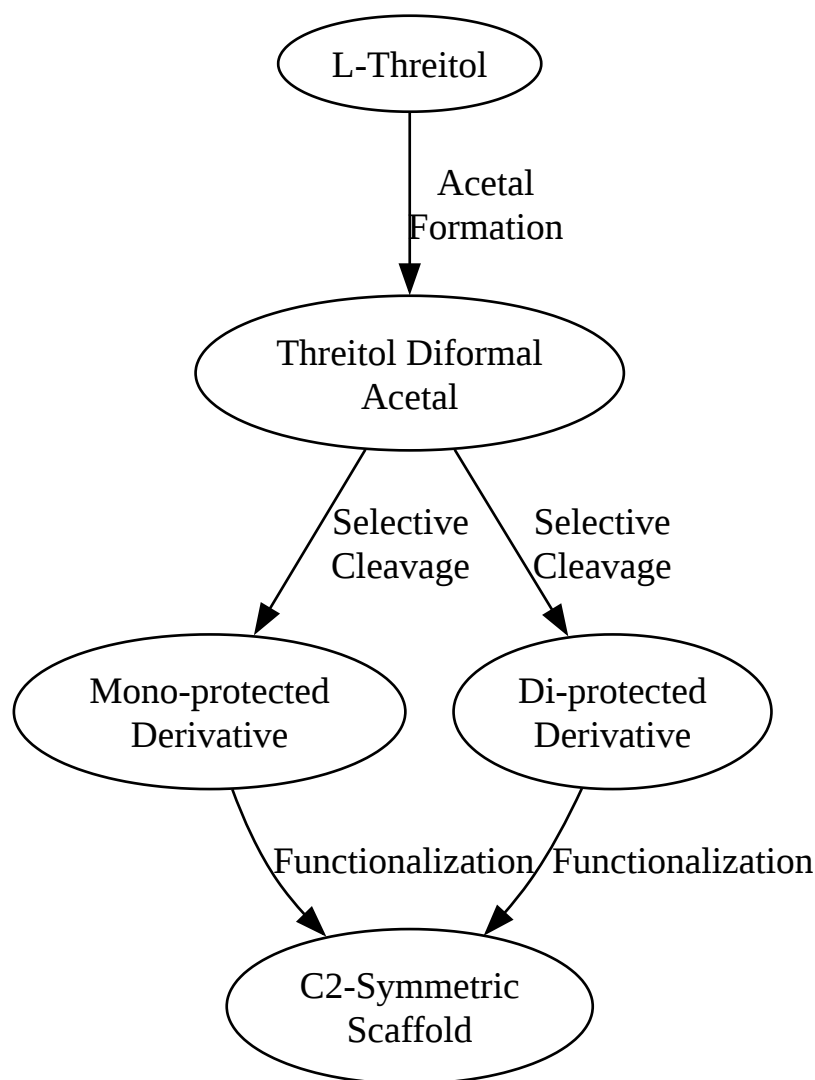 L-Threitol
Acetal
Formation
Threitol Diformal
Acetal
Selective
Cleavage
Selective
Cleavage
Mono-protected
Derivative
Di-protected
Derivative
Functionalization
Functionalization
C2-Symmetric
Scaffold